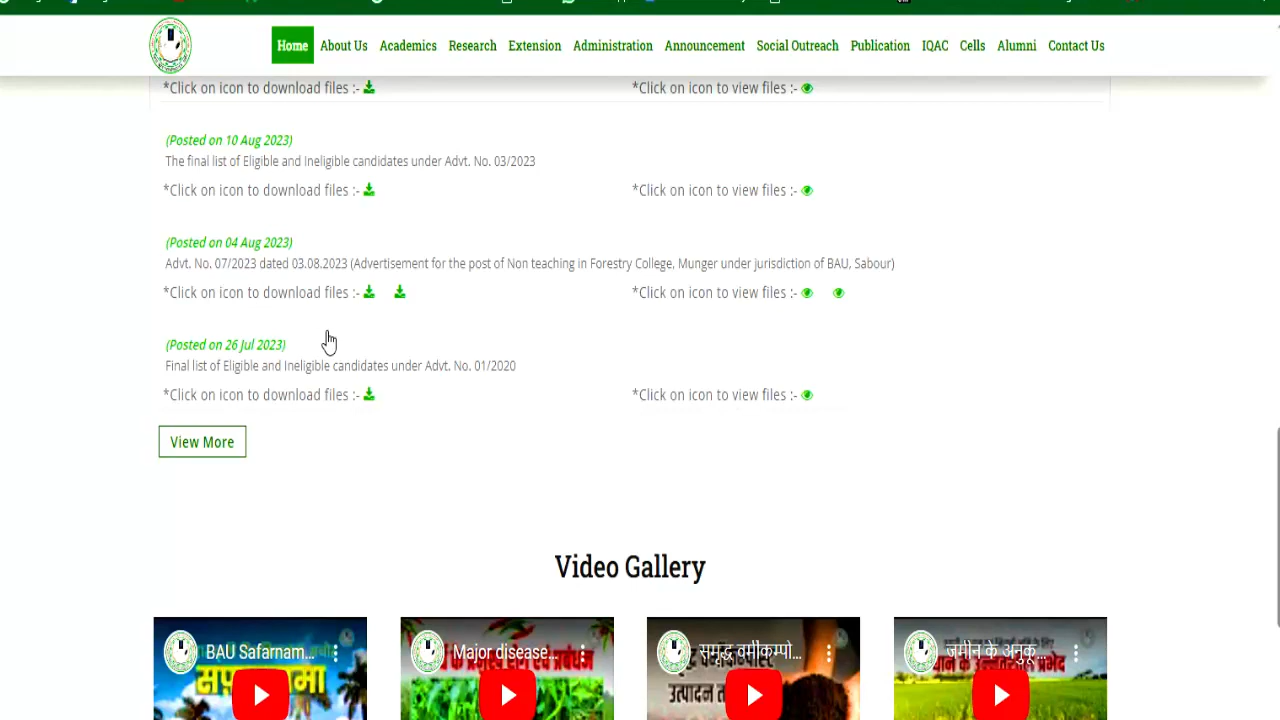 Home About Us Academics Research Extension Administration Announcement Social Outreach Publication IQAC Cells Alumni Contact Us
*Click on icon to download files :- *Click on icon to view files :-
(Posted on 10 Aug 2023)
The final list of Eligible and Ineligible candidates under Advt. No. 03/2023
*Click on icon to download files :- *Click on icon to view files :-
(Posted on 04 Aug 2023)
Advt. No. 07/2023 dated 03.08.2023 (Advertisement for the post of Non teaching in Forestry College, Munger under jurisdiction of BAU, Sabour)
*Click on icon to download files :- *Click on icon to view files :-
(Posted on 26 Jul 2023)
Final list of Eligible and Ineligible candidates under Advt. No. 01/2020
*Click on icon to download files :- *Click on icon to view files :-
View More
Video Gallery
BAU Safarnam... Major disease... समृद्ध वर्मीकम्पो... जमीन के अनुकू...
उत्पादन